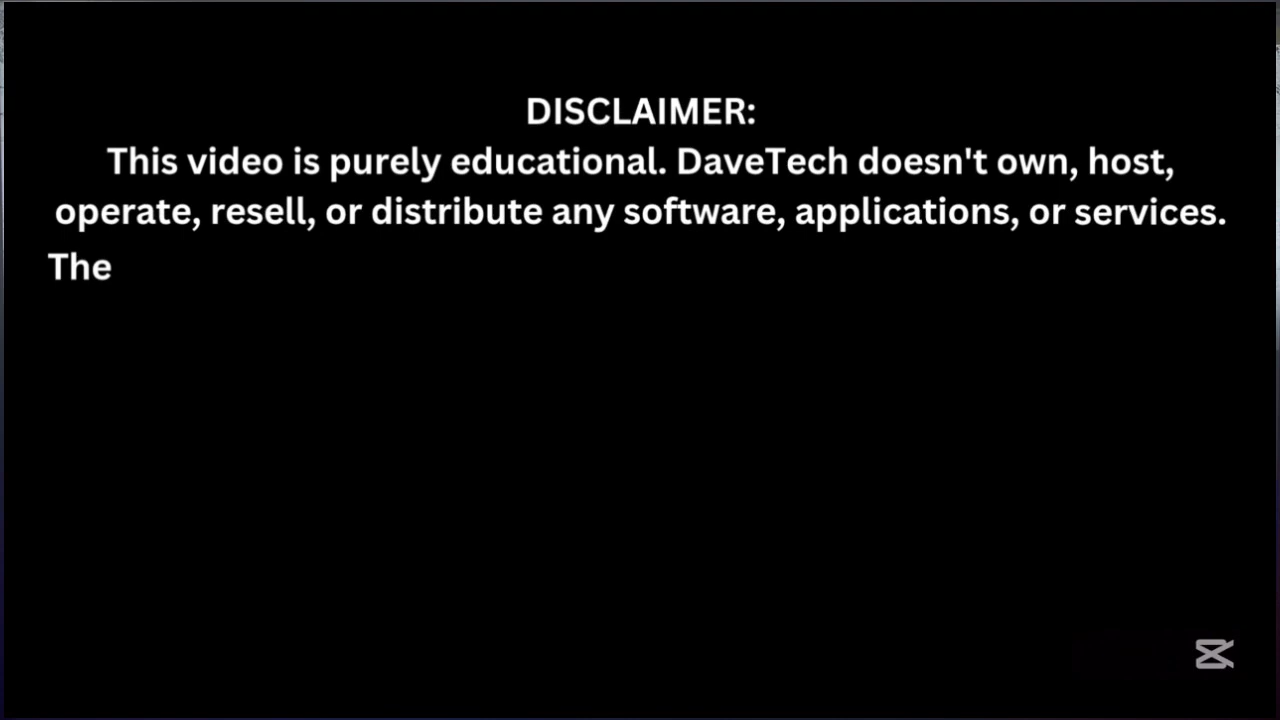 DISCLAIMER:
This video is purely educational. DaveTech doesn't own, host,
operate, resell, or distribute any software, applications, or services.
The